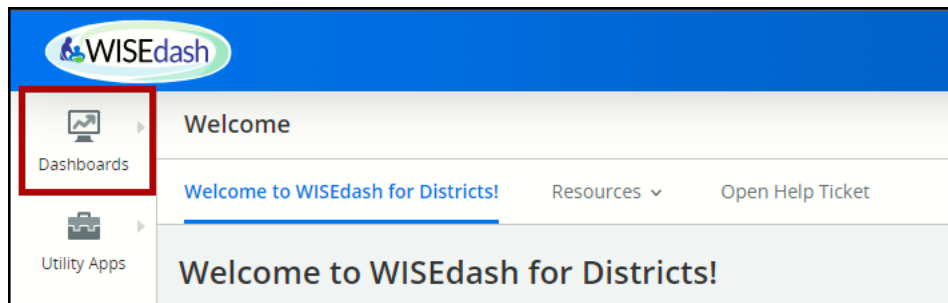 WISEdash
Dashboards
Utility Apps
Welcome
Welcome to WISEdash for Districts! Resources Open Help Ticket
Welcome to WISEdash for Districts!